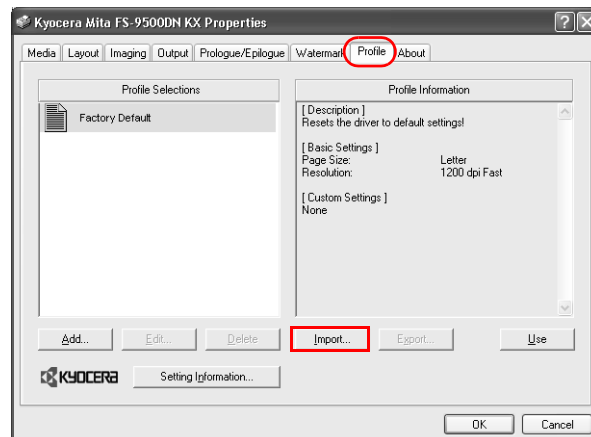 Kyocera Mita FS-9500DN KX Properties
Media Layout Imaging Output Prologue/Epilogue Watermark Profile About
Profile Selections
Factory Default
Profile Information
[ Description ]
Resets the driver to default settings!
[ Basic Settings ]
Page Size: Letter
Resolution: 1200 dpi Fast
[ Custom Settings ]
None
Add... Edit... Delete Import... Export... Use
KYOCERA Setting Information...
OK Cancel